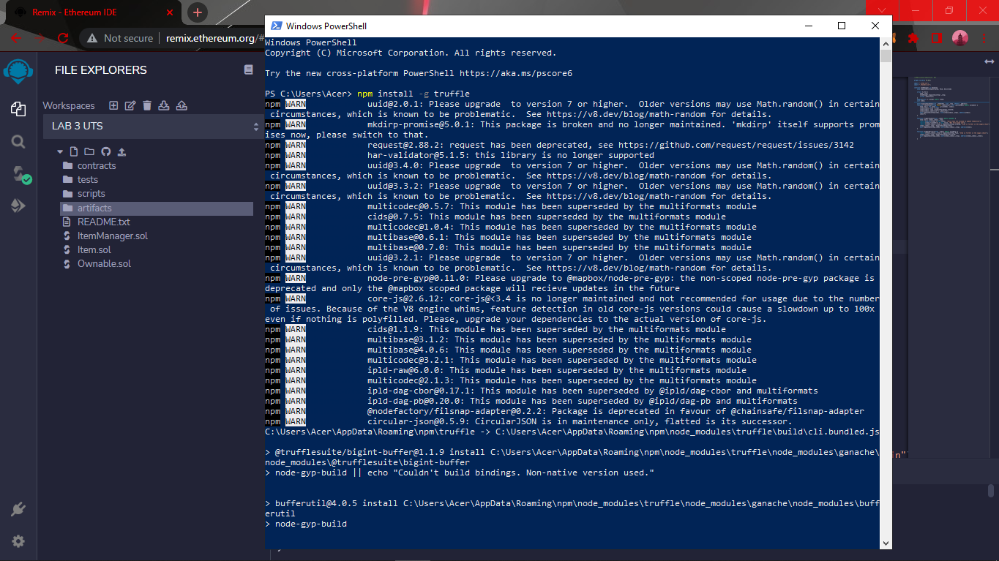 Remix - Ethereum IDE
Not secure
remix.ethereum.org/#
FILE EXPLORERS
Workspaces
LAB 3 UTS
contracts
tests
scripts
artifacts
README.txt
ItemManager.sol
Item.sol
Ownable.sol
Windows PowerShell
Windows PowerShell
Copyright (C) Microsoft Corporation. All rights reserved.
Try the new cross-platform PowerShell https://aka.ms/pscore6
PS C:\Users\Acer> npm install -g truffle
npm WARN uuid@2.0.1: Please upgrade  to version 7 or higher.  Older versions may use Math.random() in certain
circumstances, which is known to be problematic.  See https://v8.dev/blog/math-random for details.
npm WARN mkdirp-promise@5.0.1: This package is broken and no longer maintained. 'mkdirp' itself supports prom
ises now, please switch to that.
npm WARN request@2.88.2: request has been deprecated, see https://github.com/request/request/issues/3142
npm WARN har-validator@5.1.5: this library is no longer supported
npm WARN uuid@3.4.0: Please upgrade  to version 7 or higher.  Older versions may use Math.random() in certain
circumstances, which is known to be problematic.  See https://v8.dev/blog/math-random for details.
npm WARN uuid@3.3.2: Please upgrade  to version 7 or higher.  Older versions may use Math.random() in certain
circumstances, which is known to be problematic.  See https://v8.dev/blog/math-random for details.
npm WARN multicodec@0.5.7: This module has been superseded by the multiformats module
npm WARN cids@0.7.5: This module has been superseded by the multiformats module
npm WARN multicodec@1.0.4: This module has been superseded by the multiformats module
npm WARN multibase@0.6.1: This module has been superseded by the multiformats module
npm WARN multibase@0.7.0: This module has been superseded by the multiformats module
npm WARN uuid@3.2.1: Please upgrade  to version 7 or higher.  Older versions may use Math.random() in certain
circumstances, which is known to be problematic.  See https://v8.dev/blog/math-random for details.
npm WARN node-pre-gyp@0.11.0: Please upgrade to @mapbox/node-pre-gyp: the non-scoped node-pre-gyp package is
deprecated and only the @mapbox scoped package will recieve updates in the future
npm WARN core-js@2.6.12: core-js@<3.4 is no longer maintained and not recommended for usage due to the number
of issues. Because of the V8 engine whims, feature detection in old core-js versions could cause a slowdown up to 100x
even if nothing is polyfilled. Please, upgrade your dependencies to the actual version of core-js.
npm WARN cids@1.1.9: This module has been superseded by the multiformats module
npm WARN multibase@3.1.2: This module has been superseded by the multiformats module
npm WARN multibase@4.0.6: This module has been superseded by the multiformats module
npm WARN multicodec@3.2.1: This module has been superseded by the multiformats module
npm WARN ipld-raw@6.0.0: This module has been superseded by the multiformats module
npm WARN multicodec@2.1.3: This module has been superseded by the multiformats module
npm WARN ipld-dag-cbor@0.17.1: This module has been superseded by @ipld/dag-cbor and multiformats
npm WARN ipld-dag-pb@0.20.0: This module has been superseded by @ipld/dag-pb and multiformats
npm WARN @nodefactory/filsnap-adapter@0.2.2: Package is deprecated in favour of @chainsafe/filsnap-adapter
npm WARN circular-json@0.5.9: CircularJSON is in maintenance only, flatted is its successor.
C:\Users\Acer\AppData\Roaming\npm\truffle -> C:\Users\Acer\AppData\Roaming\npm\node_modules\truffle\build\cli.bundled.js
> @trufflesuite/bigint-buffer@1.1.9 install C:\Users\Acer\AppData\Roaming\npm\node_modules\truffle\node_modules\ganache\
node_modules\@trufflesuite\bigint-buffer
> node-gyp-build || echo "Couldn't build bindings. Non-native version used."
> bufferutil@4.0.5 install C:\Users\Acer\AppData\Roaming\npm\node_modules\truffle\node_modules\ganache\node_modules\buff
erutil
> node-gyp-build
in"